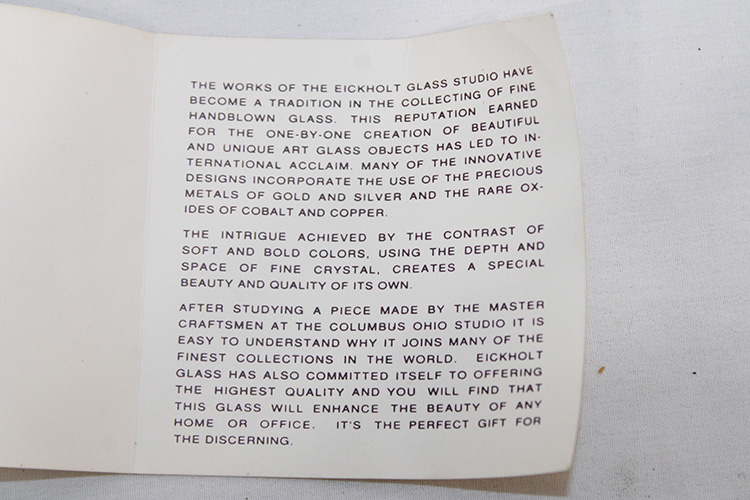 THE WORKS OF THE EICKHOLT GLASS STUDIO HAVE
BECOME A TRADITION IN THE COLLECTING OF FINE
HANDBLOWN GLASS. THIS REPUTATION EARNED
FOR THE ONE-BY-ONE CREATION OF BEAUTIFUL
AND UNIQUE ART GLASS OBJECTS HAS LED TO IN-
TERNATIONAL ACCLAIM. MANY OF THE INNOVATIVE
DESIGNS INCORPORATE THE USE OF THE PRECIOUS
METALS OF GOLD AND SILVER AND THE RARE OX-
IDES OF COBALT AND COPPER.
THE INTRIGUE ACHIEVED BY THE CONTRAST OF
SOFT AND BOLD COLORS, USING THE DEPTH AND
SPACE OF FINE CRYSTAL, CREATES A SPECIAL
BEAUTY AND QUALITY OF ITS OWN.
AFTER STUDYING A PIECE MADE BY THE MASTER
CRAFTSMEN AT THE COLUMBUS OHIO STUDIO IT IS
EASY TO UNDERSTAND WHY IT JOINS MANY OF THE
FINEST COLLECTIONS IN THE WORLD. EICKHOLT
GLASS HAS ALSO COMMITTED ITSELF TO OFFERING
THE HIGHEST QUALITY AND YOU WILL FIND THAT
THIS GLASS WILL ENHANCE THE BEAUTY OF ANY
HOME OR OFFICE. IT'S THE PERFECT GIFT FOR
THE DISCERNING.